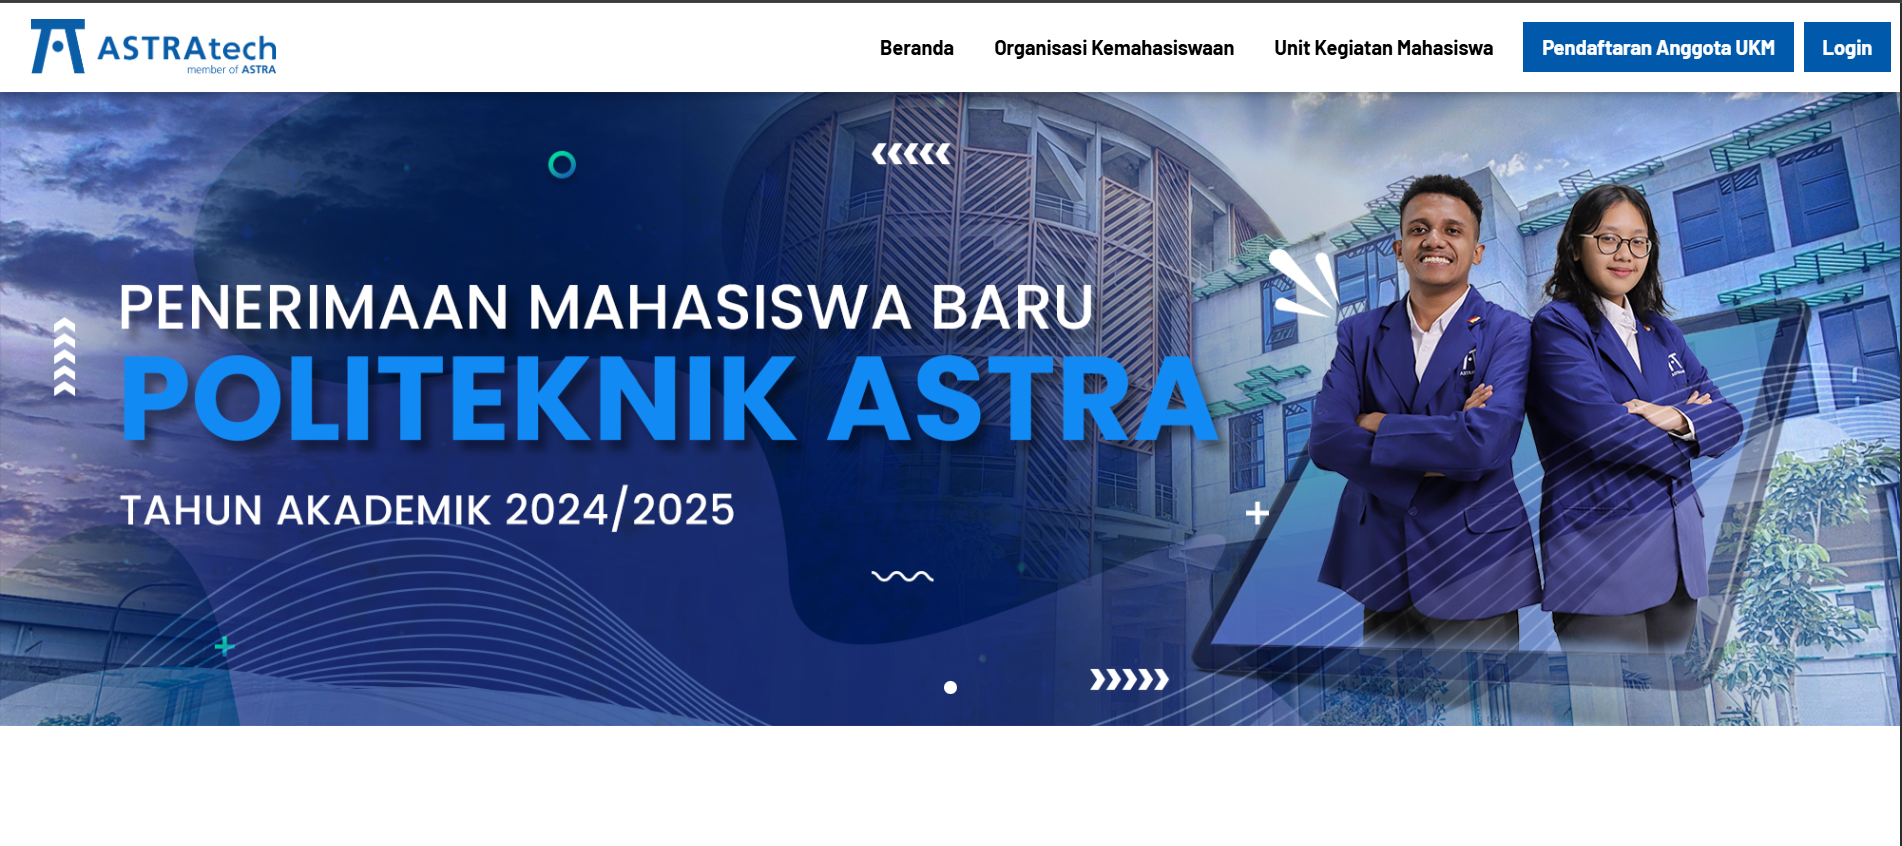 ASTRAtech
member of ASTRA
Beranda
Organisasi Kemahasiswaan
Unit Kegiatan Mahasiswa
Pendaftaran Anggota UKM
Login
PENERIMAAN MAHASISWA BARU
POLITEKNIK ASTRA
TAHUN AKADEMIK 2024/2025